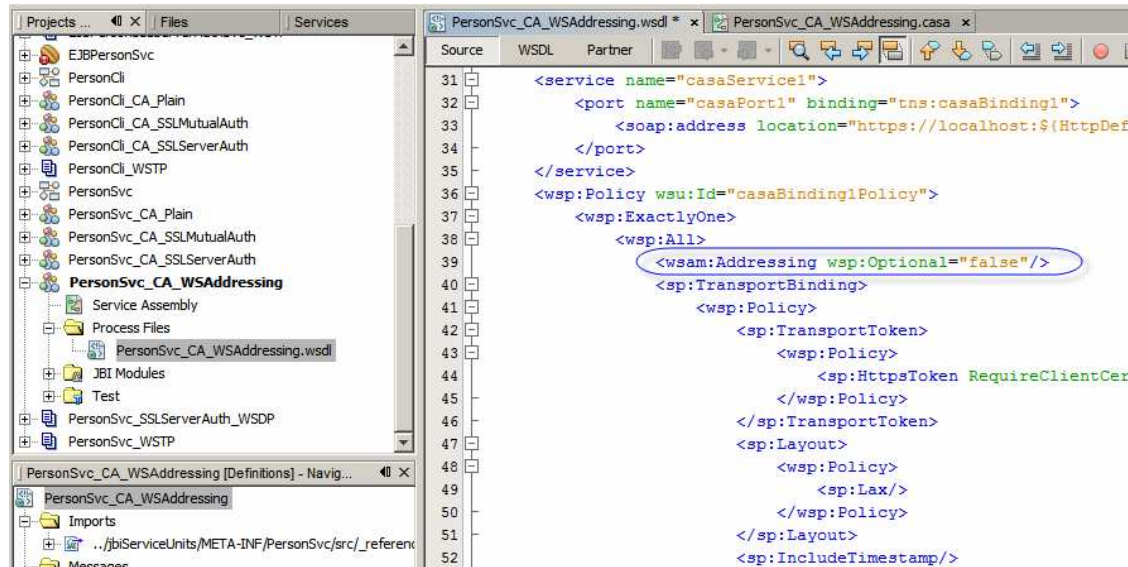 Projects ...
Files
Services
EJBPersonSvc
PersonCli
PersonCli_CA_Plain
PersonCli_CA_SSLMutualAuth
PersonCli_CA_SSLServerAuth
PersonCli_WSTP
PersonSvc
PersonSvc_CA_Plain
PersonSvc_CA_SSLMutualAuth
PersonSvc_CA_SSLServerAuth
PersonSvc_CA_WSAddressing
Service Assembly
Process Files
PersonSvc_CA_WSAddressing.wsdl
JBI Modules
Test
PersonSvc_SSLServerAuth_WSDP
PersonSvc_WSTP
PersonSvc_CA_WSAddressing [Definitions] - Navig...
PersonSvc_CA_WSAddressing
Imports
../jbiServiceUnits/META-INF/PersonSvc/src/_referenc
Messages
PersonSvc_CA_WSAddressing.wsdl * x
PersonSvc_CA_WSAddressing.casa x
Source WSDL Partner
31 <service name="casaService1">
32 <port name="casaPort1" binding="tns:casaBinding1">
33 <soap:address location="https://localhost:${HttpDef
34 </port>
35 </service>
36 <wsp:Policy wsu:Id="casaBinding1Policy">
37 <wsp:ExactlyOne>
38 <wsp:All>
39 <wsam:Addressing wsp:Optional="false"/>
40 <sp:TransportBinding>
41 <wsp:Policy>
42 <sp:TransportToken>
43 <wsp:Policy>
44 <sp:HttpsToken RequireClientCer
45 </wsp:Policy>
46 </sp:TransportToken>
47 <sp:Layout>
48 <wsp:Policy>
49 <sp:Lax/>
50 </wsp:Policy>
51 </sp:Layout>
52 <sp:IncludeTimestamp/>